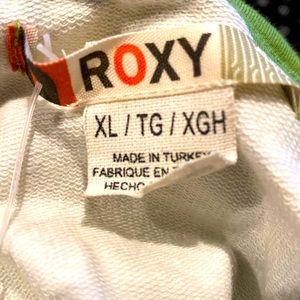 ROXY
XL / TG / XGH
MADE IN TURKEY
FABRIQUE EN
HECHO